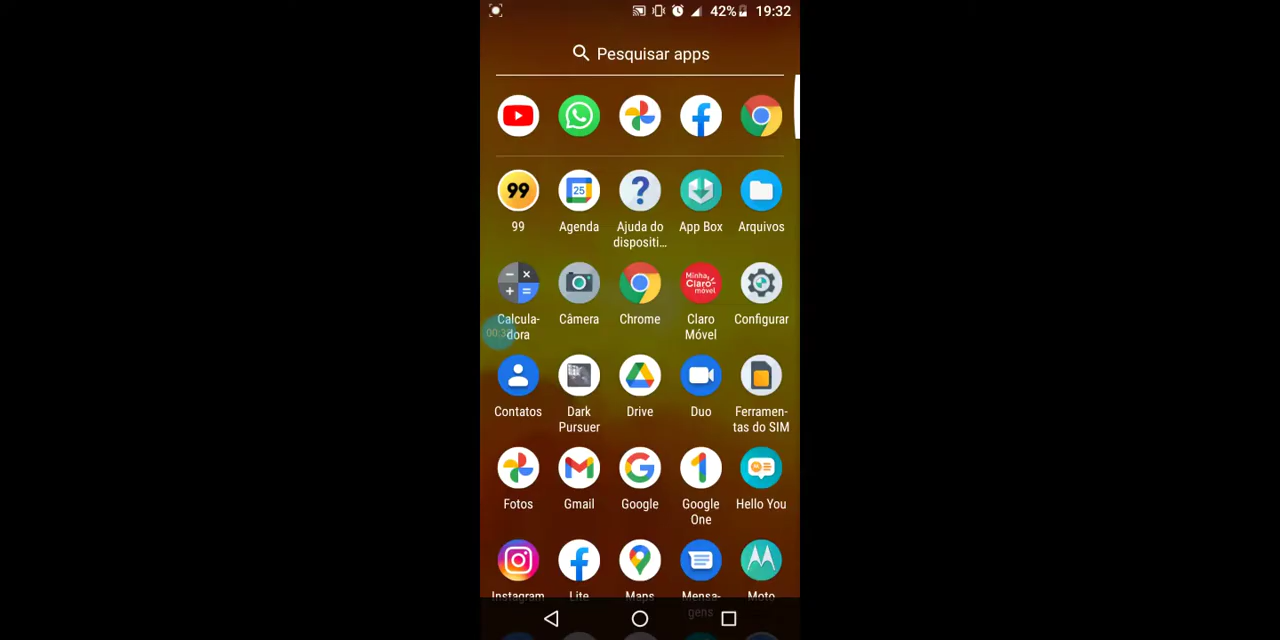 42% 19:32
Pesquisar apps
99
25
99 Agenda Ajuda do App Box Arquivos
dispositi...
Minha
Claro
móvel
Calcula- Câmera Chrome Claro Configurar
dora Móvel
Contatos Dark Drive Duo Ferramen-
Pursuer tas do SIM
Fotos Gmail Google Google Hello You
One
Instagram Lite Maps Mensa- Moto
gens